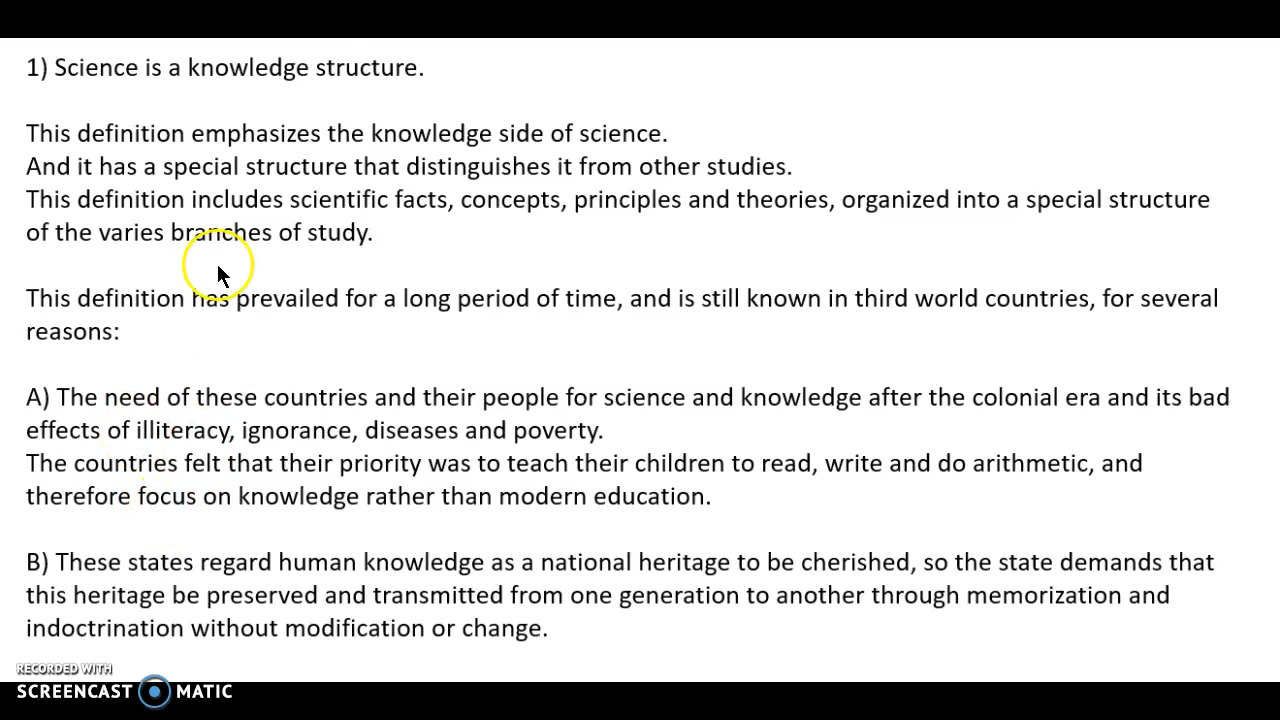 1) Science is a knowledge structure.
This definition emphasizes the knowledge side of science.
And it has a special structure that distinguishes it from other studies.
This definition includes scientific facts, concepts, principles and theories, organized into a special structure
of the varies branches of study.
This definition has prevailed for a long period of time, and is still known in third world countries, for several
reasons:
A) The need of these countries and their people for science and knowledge after the colonial era and its bad
effects of illiteracy, ignorance, diseases and poverty.
The countries felt that their priority was to teach their children to read, write and do arithmetic, and
therefore focus on knowledge rather than modern education.
B) These states regard human knowledge as a national heritage to be cherished, so the state demands that
this heritage be preserved and transmitted from one generation to another through memorization and
indoctrination without modification or change.
RECORDED WITH
SCREENCAST MATIC